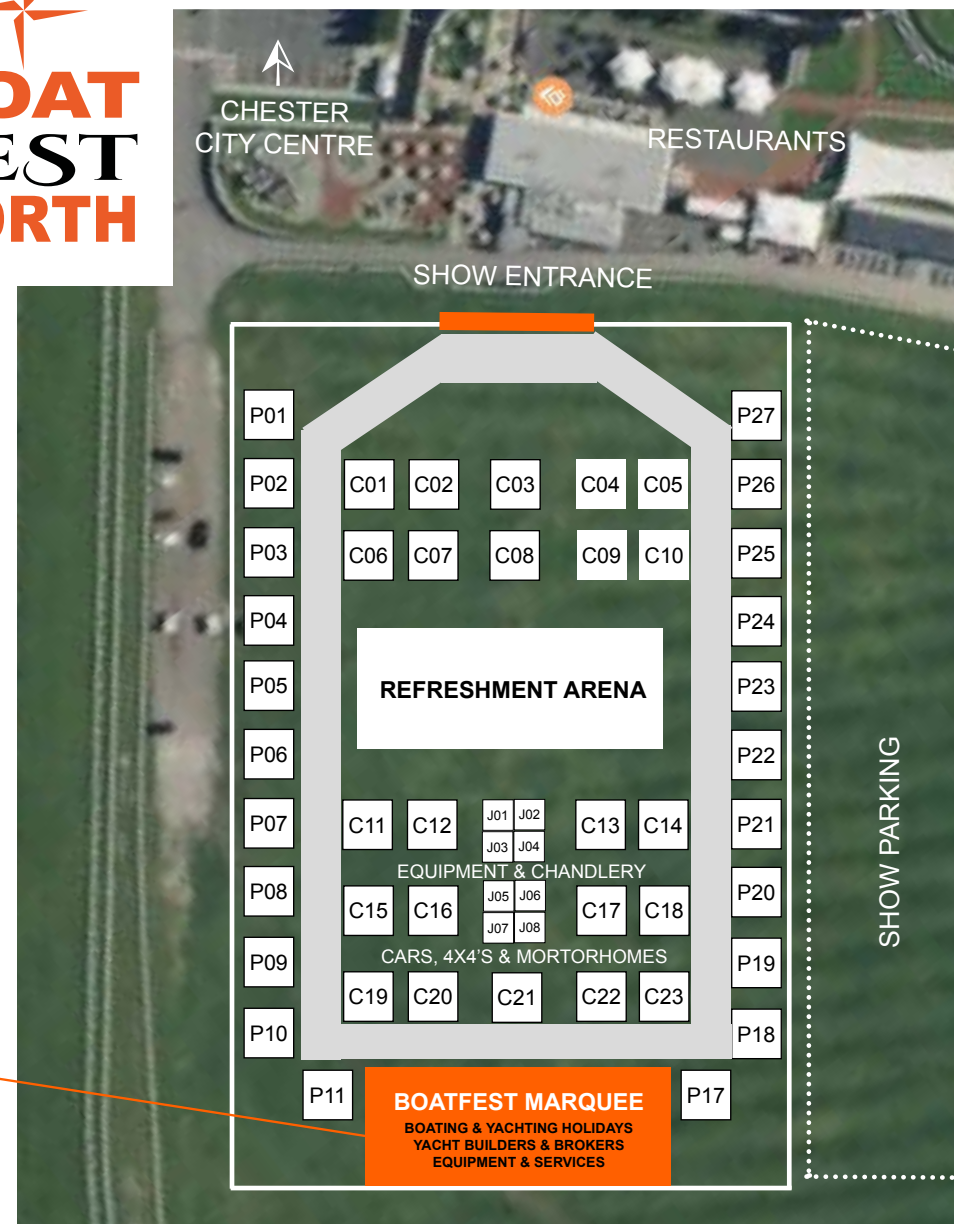 OAT
EST
ORTH
CHESTER
CITY CENTRE
RESTAURANTS
SHOW ENTRANCE
P01
P27
P02
C01 C02 C03 C04 C05
P26
P03
C06 C07 C08 C09 C10
P25
P04
P24
P05
REFRESHMENT ARENA
P23
P06
P22
P07
C11 C12
J01 J02
J03 J04
C13 C14
P21
EQUIPMENT & CHANDLERY
P08
C15 C16
J05 J06
J07 J08
C17 C18
P20
CARS, 4X4'S & MORTORHOMES
P09
P19
C19 C20 C21 C22 C23
P10
P18
P11
P17
BOATFEST MARQUEE
BOATING & YACHTING HOLIDAYS
YACHT BUILDERS & BROKERS
EQUIPMENT & SERVICES
SHOW PARKING